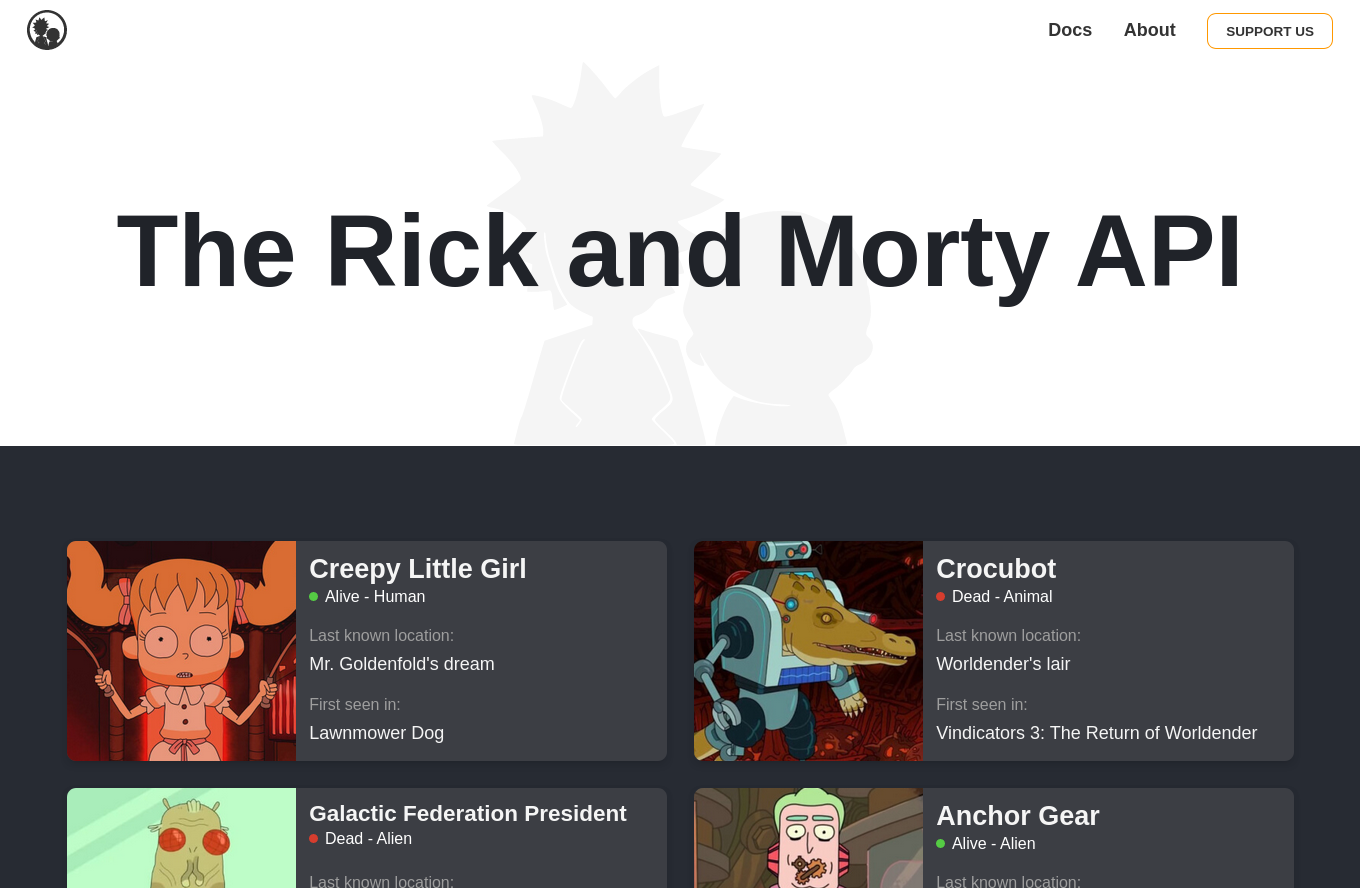 Docs
About
SUPPORT US
The Rick and Morty API
Creepy Little Girl
Alive - Human
Last known location:
Mr. Goldenfold's dream
First seen in:
Lawnmower Dog
Crocubot
Dead - Animal
Last known location:
Worldender's lair
First seen in:
Vindicators 3: The Return of Worldender
Galactic Federation President
Dead - Alien
Last known location:
Anchor Gear
Alive - Alien
Last known location: